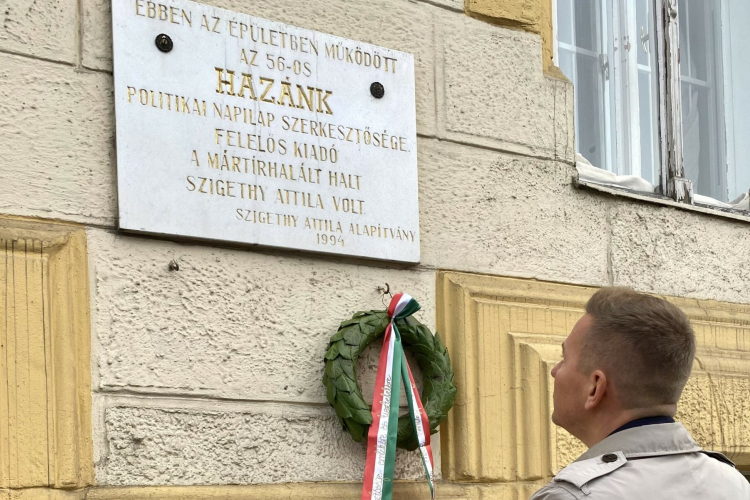 EBBEN AZ ÉPÜLETBEN MŰKÖDÖTT
AZ 56-OS
HAZÁNK
POLITIKAI NAPILAP SZERKESZTŐSÉGE.
FELELŐS KIADÓ
A MÁRTÍRHALÁLT HALT
SZIGETHY ATTILA VOLT.
SZIGETHY ATTILA ALAPÍTVÁNY
1994